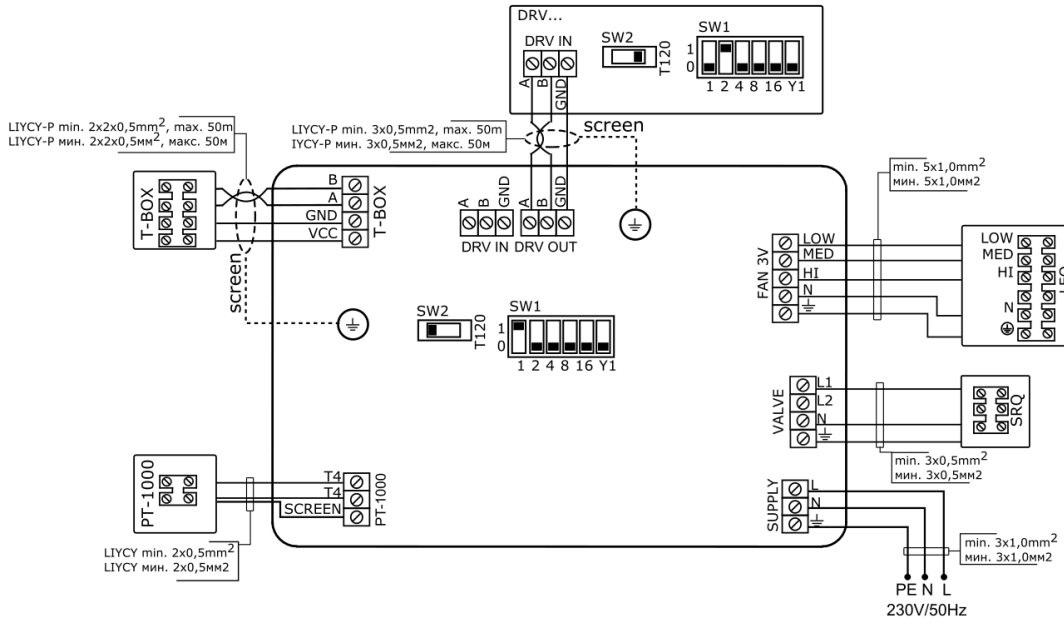 DRV...
DRV IN
A
B
GND
SW2
T120
SW1
1
0
1 2 4 8 16 Y1
LIYCY-P min. 2x2x0,5mm², max. 50m
LIYCY-P мин. 2x2x0,5мм², макс. 50м
LIYCY-P min. 3x0,5mm2, max. 50m
IYCY-P мин. 3x0,5мм2, макс. 50м
screen
T-BOX
B
A
GND
VCC
T-BOX
screen
A
B
GND
A
B
GND
DRV IN DRV OUT
SW2
T120
SW1
1
0
1 2 4 8 16 Y1
min. 5x1,0mm²
мин. 5x1,0мм2
FAN 3V
LOW
MED
HI
N
LOW
MED
HI
N
VALVE
L1
L2
N
SRQ
min. 3x0,5mm²
мин. 3x0,5мм2
PT-1000
T4
T4
SCREEN
PT-1000
LIYCY min. 2x0,5mm²
LIYCY мин. 2x0,5мм2
SUPPLY
L
N
min. 3x1,0mm²
мин. 3x1,0мм2
PE N L
230V/50Hz